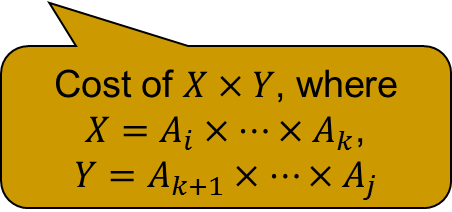 Cost of X × Y, where
X = A_i × ⋯ × A_k,
Y = A_{k+1} × ⋯ × A_j